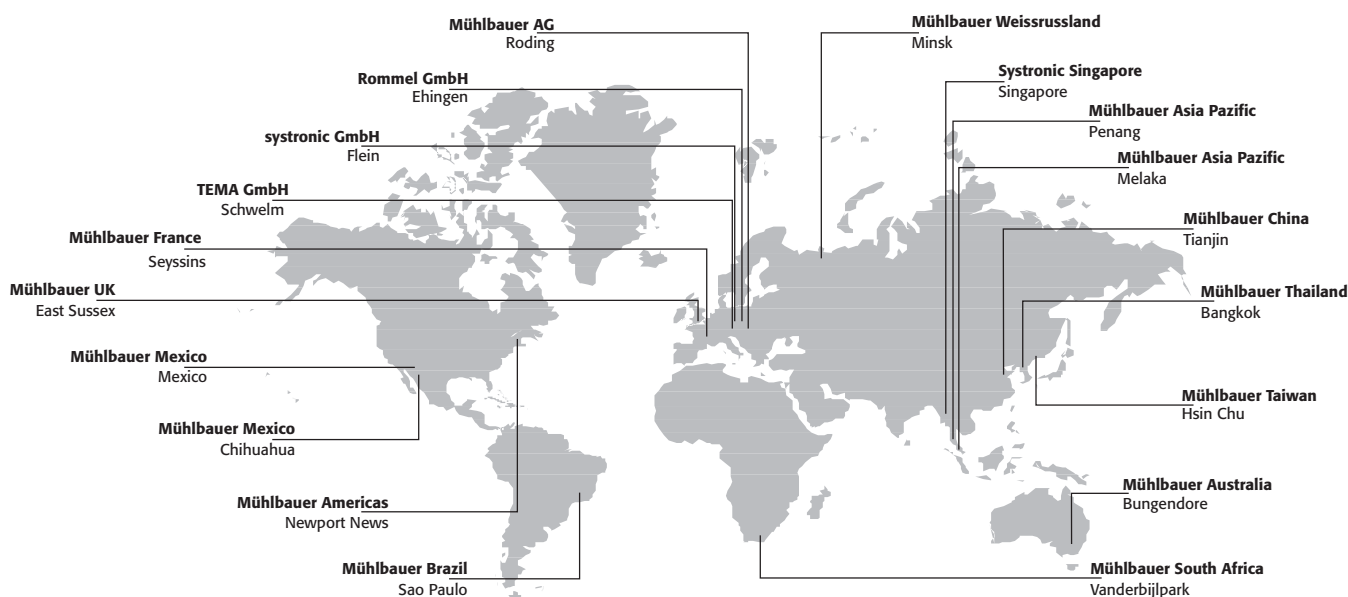 Mühlbauer AG
Roding
Rommel GmbH
Ehingen
systronic GmbH
Flein
TEMA GmbH
Schwelm
Mühlbauer France
Seyssins
Mühlbauer UK
East Sussex
Mühlbauer Mexico
Mexico
Mühlbauer Mexico
Chihuahua
Mühlbauer Americas
Newport News
Mühlbauer Brazil
Sao Paulo
Mühlbauer Weissrussland
Minsk
Systronic Singapore
Singapore
Mühlbauer Asia Pazific
Penang
Mühlbauer Asia Pazific
Melaka
Mühlbauer China
Tianjin
Mühlbauer Thailand
Bangkok
Mühlbauer Taiwan
Hsin Chu
Mühlbauer Australia
Bungendore
Mühlbauer South Africa
Vanderbijlpark